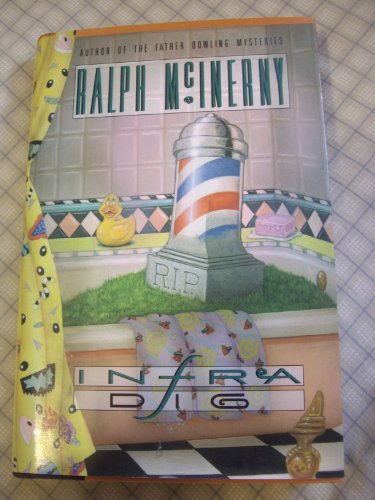 AUTHOR OF THE FATHER DOWLING MYSTERIES
RALPH McINERNY
R.I.P.
INFRA
DIG